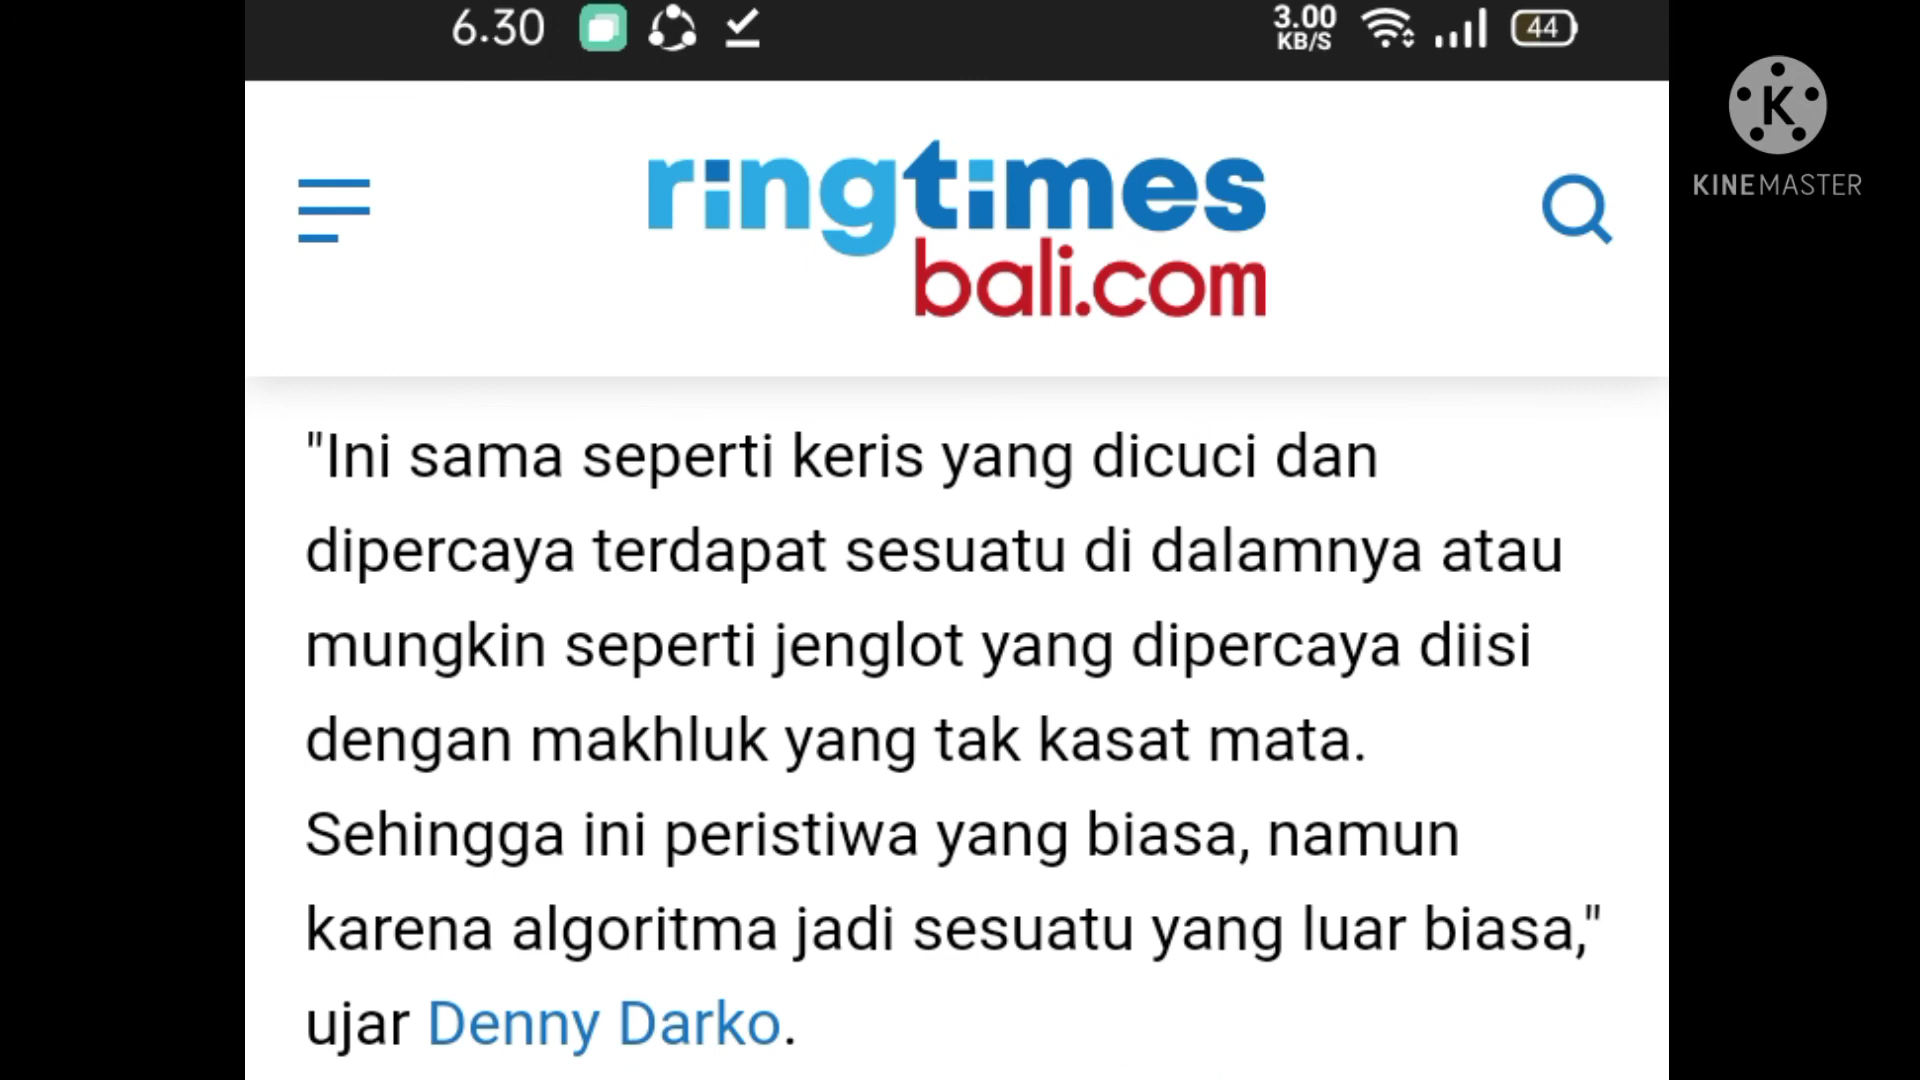 6.30
3.00
KB/S
44
K
KINEMASTER
ringtimes
bali.com
"Ini sama seperti keris yang dicuci dan
dipercaya terdapat sesuatu di dalamnya atau
mungkin seperti jenglot yang dipercaya diisi
dengan makhluk yang tak kasat mata.
Sehingga ini peristiwa yang biasa, namun
karena algoritma jadi sesuatu yang luar biasa,"
ujar Denny Darko.